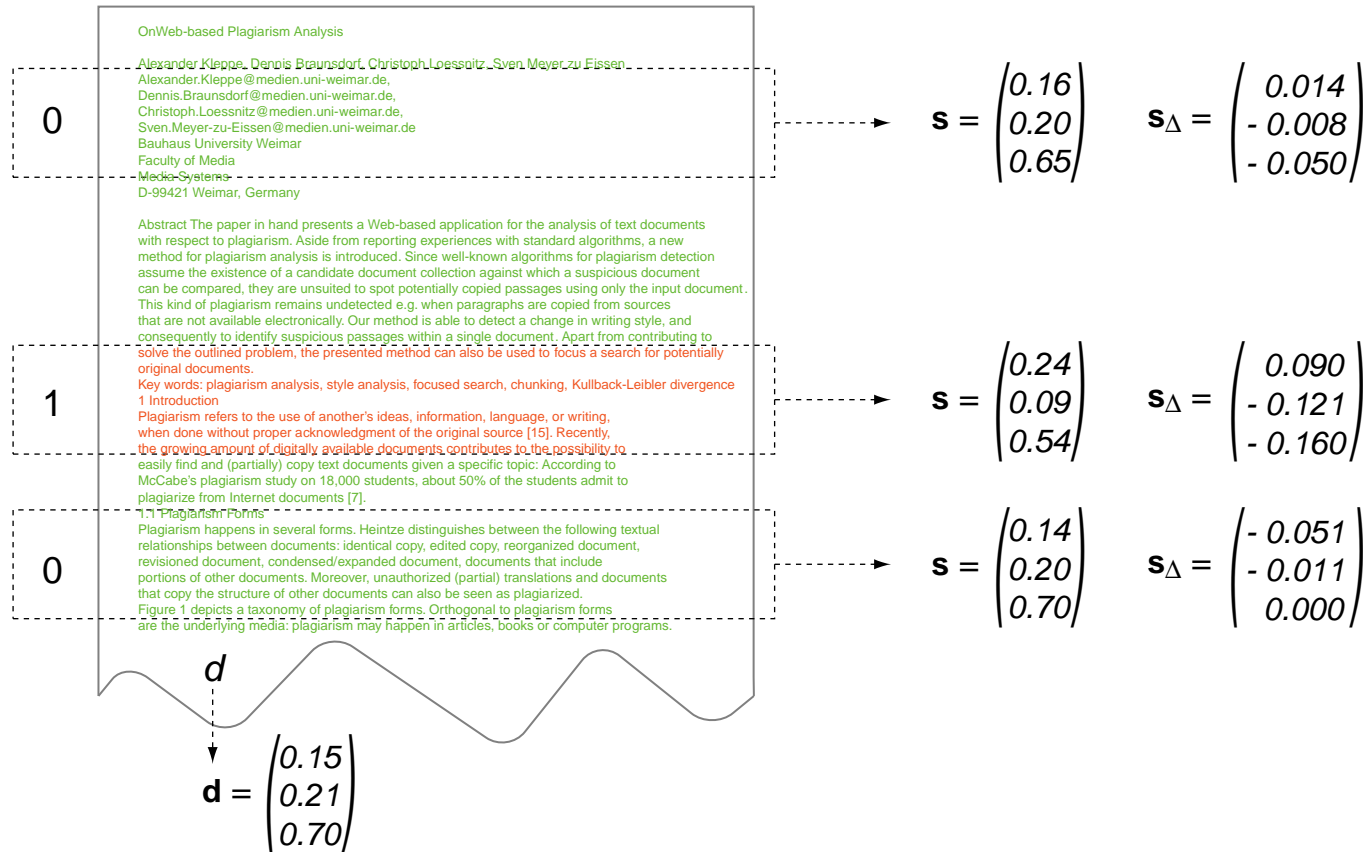 OnWeb-based Plagiarism Analysis
Alexander Kleppe, Dennis Braunsdorf, Christoph Loessnitz, Sven Meyer zu Eissen
Alexander.Kleppe@medien.uni-weimar.de,
Dennis.Braunsdorf@medien.uni-weimar.de,
Christoph.Loessnitz@medien.uni-weimar.de,
Sven.Meyer-zu-Eissen@medien.uni-weimar.de
Bauhaus University Weimar
Faculty of Media
Media Systems
D-99421 Weimar, Germany
0
s = (0.16 0.20 0.65)
sΔ = (0.014 - 0.008 - 0.050)
Abstract The paper in hand presents a Web-based application for the analysis of text documents
with respect to plagiarism. Aside from reporting experiences with standard algorithms, a new
method for plagiarism analysis is introduced. Since well-known algorithms for plagiarism detection
assume the existence of a candidate document collection against which a suspicious document
can be compared, they are unsuited to spot potentially copied passages using only the input document.
This kind of plagiarism remains undetected e.g. when paragraphs are copied from sources
that are not available electronically. Our method is able to detect a change in writing style, and
consequently to identify suspicious passages within a single document. Apart from contributing to
solve the outlined problem, the presented method can also be used to focus a search for potentially
original documents.
Key words: plagiarism analysis, style analysis, focused search, chunking, Kullback-Leibler divergence
1 Introduction
Plagiarism refers to the use of another's ideas, information, language, or writing,
when done without proper acknowledgment of the original source [15]. Recently,
the growing amount of digitally available documents contributes to the possibility to
1
s = (0.24 0.09 0.54)
sΔ = (0.090 - 0.121 - 0.160)
easily find and (partially) copy text documents given a specific topic: According to
McCabe's plagiarism study on 18,000 students, about 50% of the students admit to
plagiarize from Internet documents [7].
1.1 Plagiarism Forms
Plagiarism happens in several forms. Heintze distinguishes between the following textual
relationships between documents: identical copy, edited copy, reorganized document,
revisioned document, condensed/expanded document, documents that include
portions of other documents. Moreover, unauthorized (partial) translations and documents
that copy the structure of other documents can also be seen as plagiarized.
Figure 1 depicts a taxonomy of plagiarism forms. Orthogonal to plagiarism forms
are the underlying media: plagiarism may happen in articles, books or computer programs.
0
s = (0.14 0.20 0.70)
sΔ = (- 0.051 - 0.011 0.000)
d
d = (0.15 0.21 0.70)